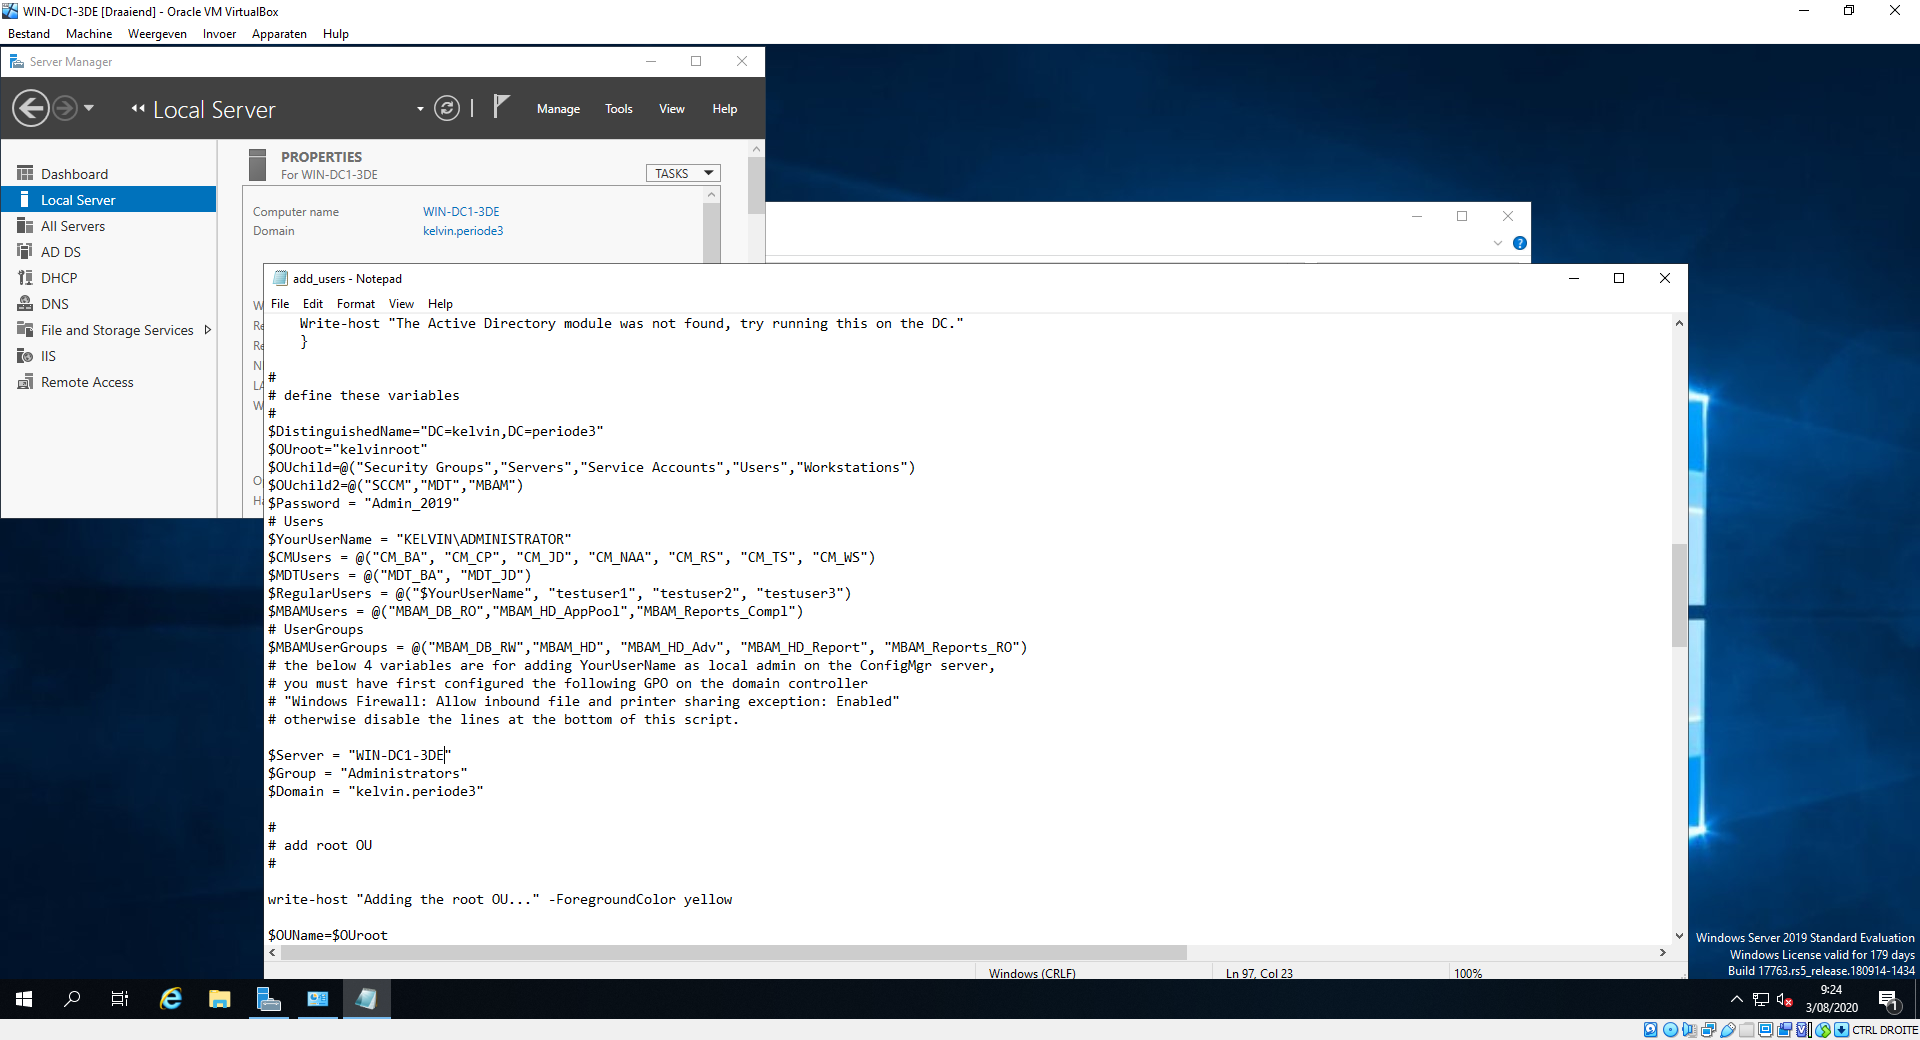 WIN-DC1-3DE [Draaiend] - Oracle VM VirtualBox
Bestand Machine Weergeven Invoer Apparaten Hulp
Server Manager
Local Server
Manage Tools View Help
Dashboard
Local Server
All Servers
AD DS
DHCP
DNS
File and Storage Services
IIS
Remote Access
PROPERTIES
For WIN-DC1-3DE
TASKS
Computer name WIN-DC1-3DE
Domain kelvin.periode3
W
Re
Re
N
LA
W
O
Ha
add_users - Notepad
File Edit Format View Help
Write-host "The Active Directory module was not found, try running this on the DC."
}
#
# define these variables
#
$DistinguishedName="DC=kelvin,DC=periode3"
$OUroot="kelvinroot"
$OUchild=@("Security Groups","Servers","Service Accounts","Users","Workstations")
$OUchild2=@("SCCM","MDT","MBAM")
$Password = "Admin_2019"
# Users
$YourUserName = "KELVIN\ADMINISTRATOR"
$CMUsers = @("CM_BA", "CM_CP", "CM_JD", "CM_NAA", "CM_RS", "CM_TS", "CM_WS")
$MDTUsers = @("MDT_BA", "MDT_JD")
$RegularUsers = @("$YourUserName", "testuser1", "testuser2", "testuser3")
$MBAMUsers = @("MBAM_DB_RO","MBAM_HD_AppPool","MBAM_Reports_Compl")
# UserGroups
$MBAMUserGroups = @("MBAM_DB_RW","MBAM_HD", "MBAM_HD_Adv", "MBAM_HD_Report", "MBAM_Reports_RO")
# the below 4 variables are for adding YourUserName as local admin on the ConfigMgr server,
# you must have first configured the following GPO on the domain controller
# "Windows Firewall: Allow inbound file and printer sharing exception: Enabled"
# otherwise disable the lines at the bottom of this script.
$Server = "WIN-DC1-3DE"
$Group = "Administrators"
$Domain = "kelvin.periode3"
#
# add root OU
#
write-host "Adding the root OU..." -ForegroundColor yellow
$OUName=$OUroot
Windows (CRLF) Ln 97, Col 23 100%
Windows Server 2019 Standard Evaluation
Windows License valid for 179 days
Build 17763.rs5_release.180914-1434
9:24
3/08/2020
1
CTRL DROITE